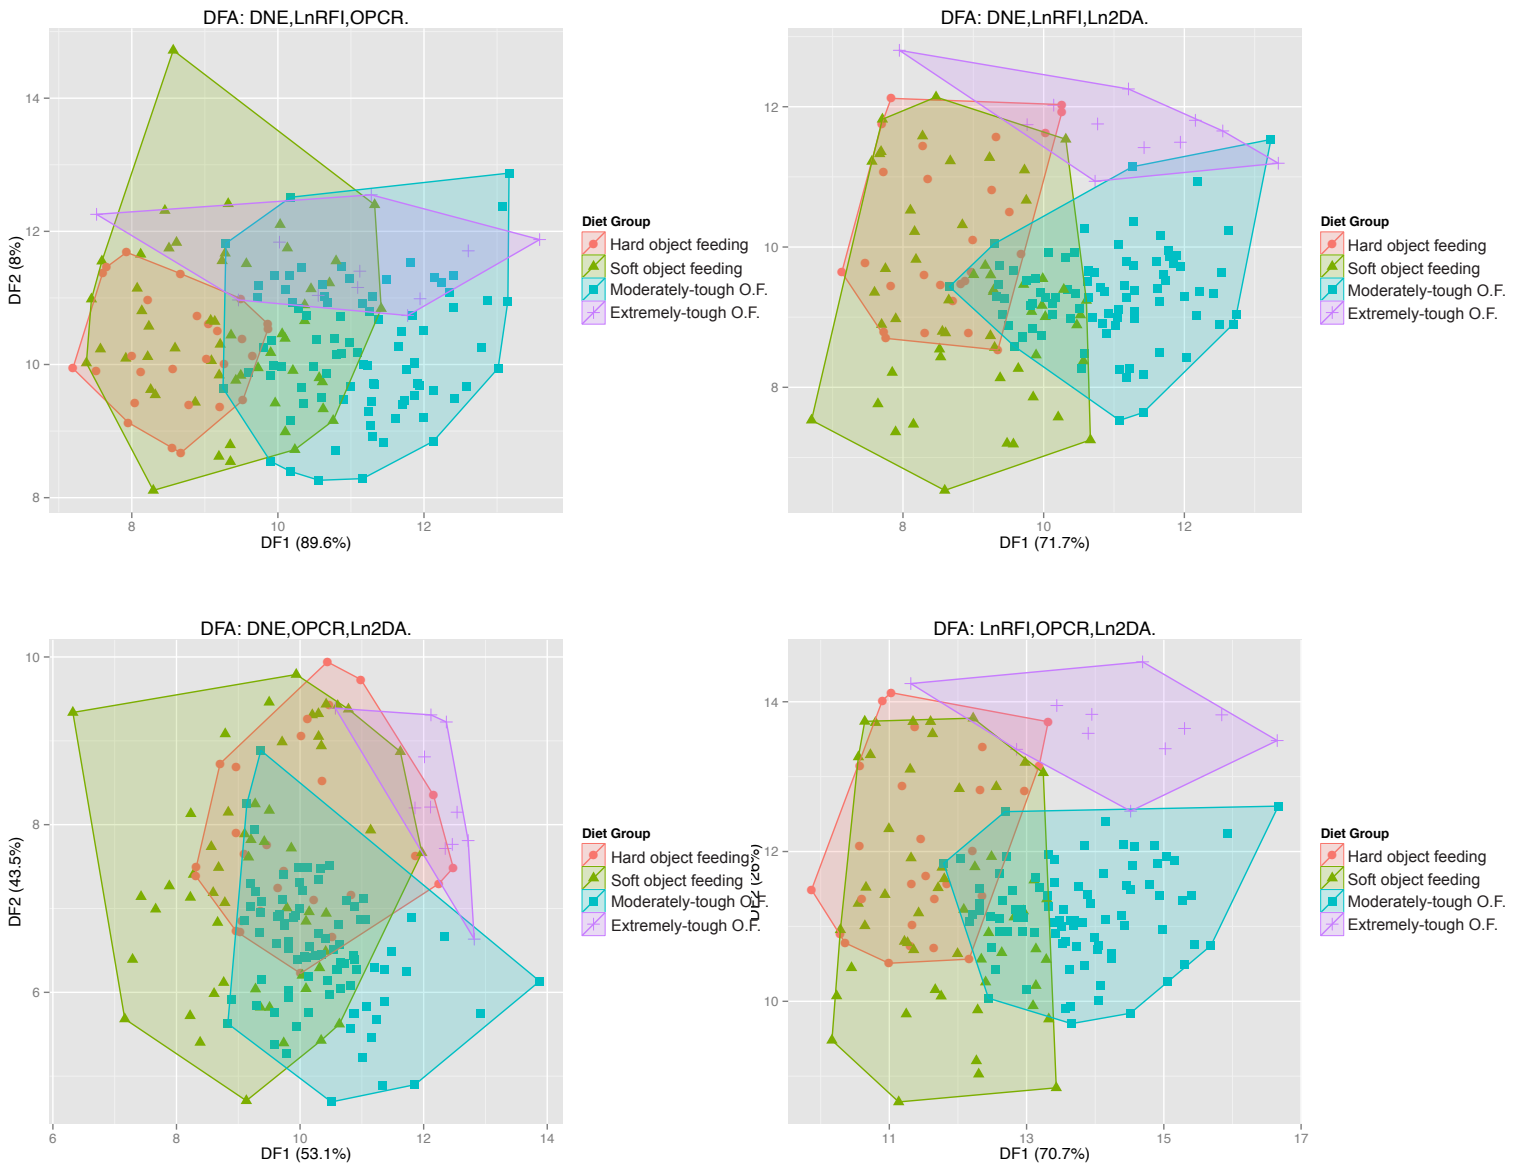 DFA: DNE,LnRFI,OPCR.
DF2 (8%)
14
12
10
8
8
10
12
DF1 (89.6%)
Diet Group
Hard object feeding
Soft object feeding
Moderately-tough O.F.
Extremely-tough O.F.
DFA: DNE,LnRFI,Ln2DA.
12
10
8
8
10
12
DF1 (71.7%)
Diet Group
Hard object feeding
Soft object feeding
Moderately-tough O.F.
Extremely-tough O.F.
DFA: DNE,OPCR,Ln2DA.
DF2 (43.5%)
10
8
6
6
8
10
12
14
DF1 (53.1%)
Diet Group
Hard object feeding
Soft object feeding
Moderately-tough O.F.
Extremely-tough O.F.
DFA: LnRFI,OPCR,Ln2DA.
DF2 (26%)
14
12
10
11
13
15
17
DF1 (70.7%)
Diet Group
Hard object feeding
Soft object feeding
Moderately-tough O.F.
Extremely-tough O.F.